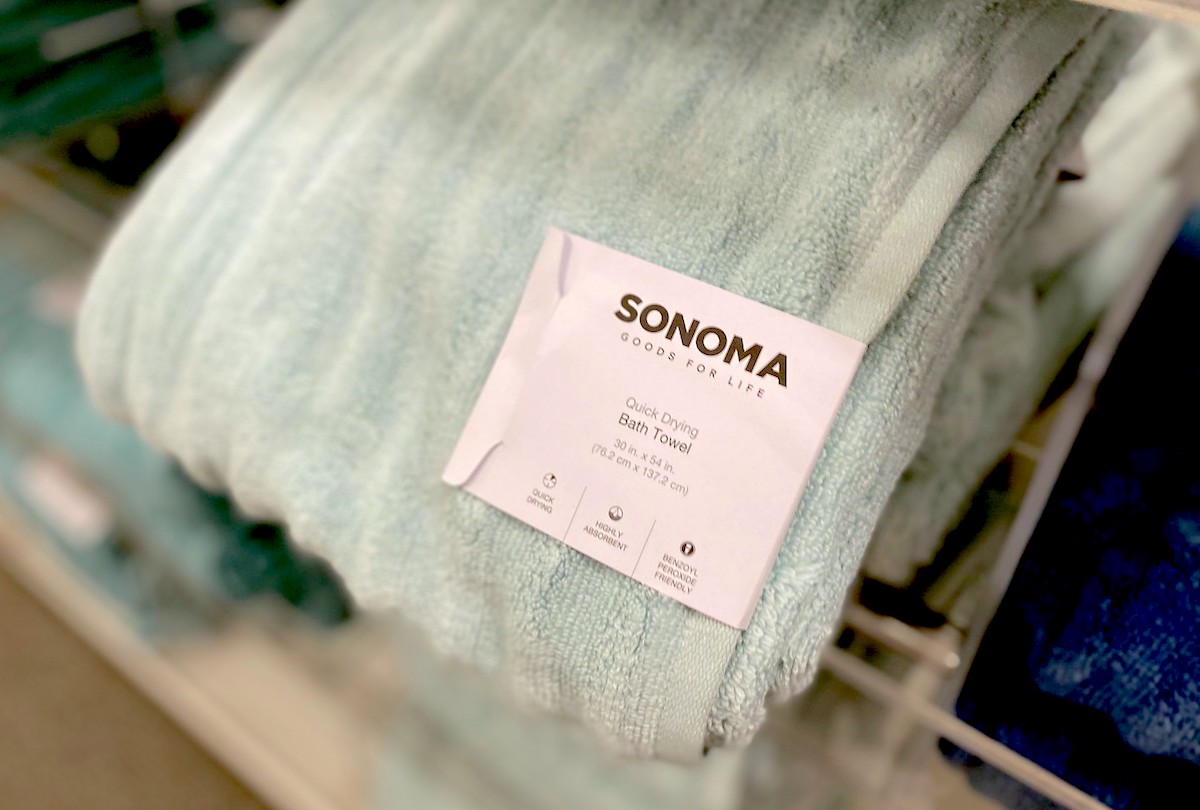 SONOMA
GOODS FOR LIFE
Quick Drying
Bath Towel
30 in. x 54 in.
(76.2 cm x 137.2 cm)
QUICK
DRYING
HIGHLY
ABSORBENT
BENZOYL
PEROXIDE
FRIENDLY